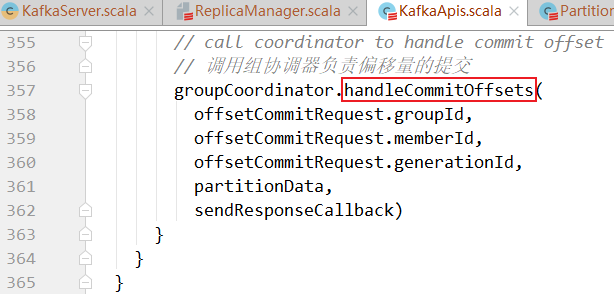 KafkaServer.scala × ReplicaManager.scala × KafkaApis.scala × Partition
355 // call coordinator to handle commit offset
356 // 调用组协调器负责偏移量的提交
357 groupCoordinator.handleCommitOffsets(
358 offsetCommitRequest.groupId,
359 offsetCommitRequest.memberId,
360 offsetCommitRequest.generationId,
361 partitionData,
362 sendResponseCallback)
363 }
364 }
365 }